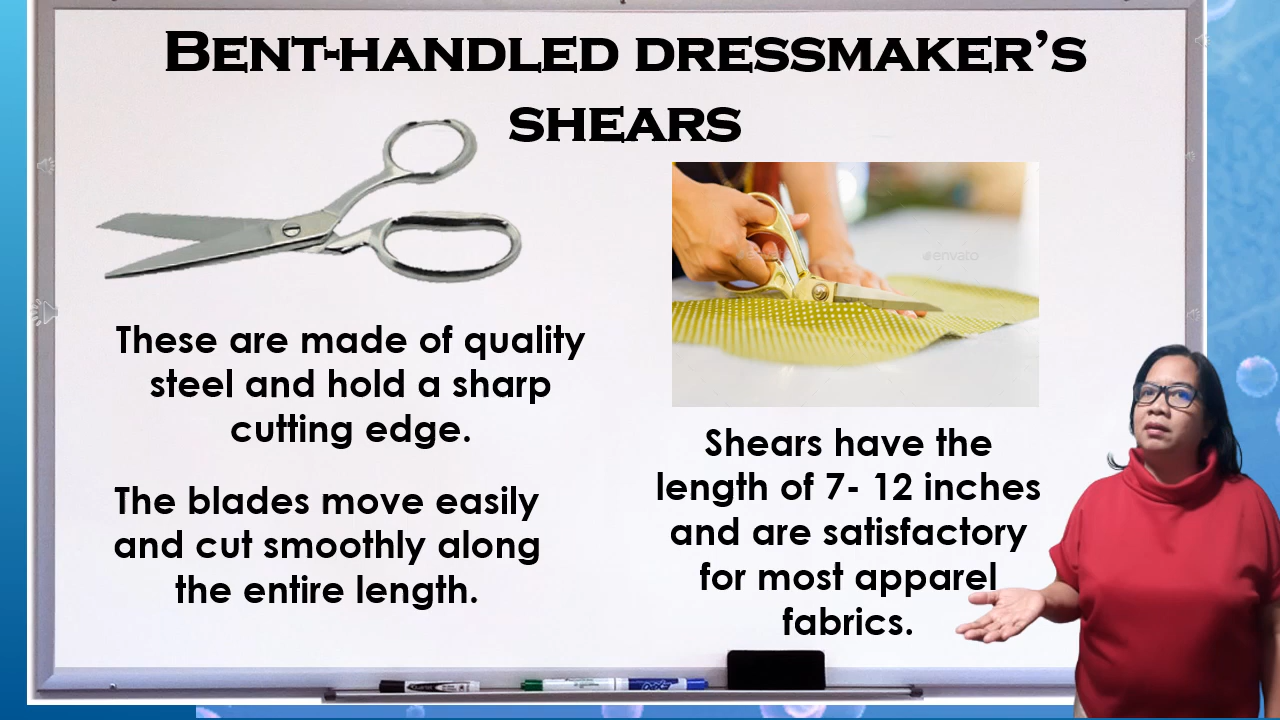 BENT-HANDLED DRESSMAKER'S
SHEARS
These are made of quality
steel and hold a sharp
cutting edge.
The blades move easily
and cut smoothly along
the entire length.
envato
Shears have the
length of 7- 12 inches
and are satisfactory
for most apparel
fabrics.